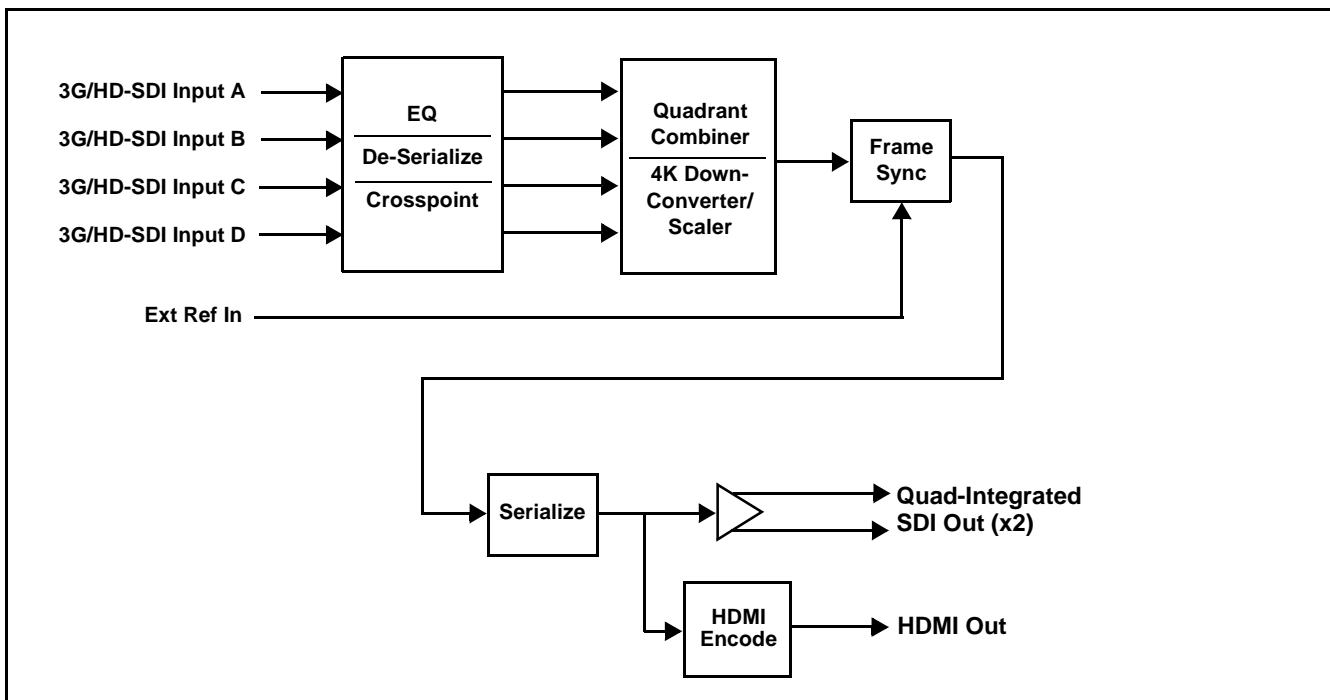 3G/HD-SDI Input A
3G/HD-SDI Input B
3G/HD-SDI Input C
3G/HD-SDI Input D
Ext Ref In
EQ
De-Serialize
Crosspoint
Quadrant
Combiner
4K Down-
Converter/
Scaler
Frame
Sync
Serialize
Quad-Integrated
SDI Out (x2)
HDMI
Encode
HDMI Out